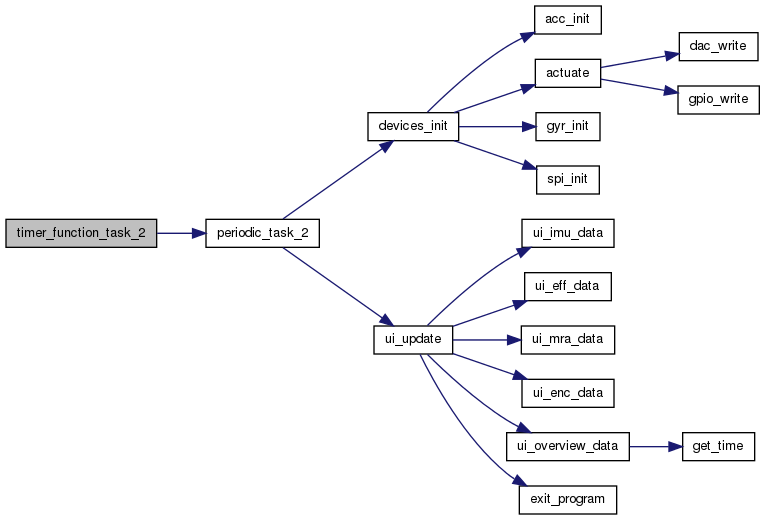 acc_init
dac_write
actuate
gpio_write
devices_init
gyr_init
spi_init
timer_function_task_2
periodic_task_2
ui_imu_data
ui_eff_data
ui_update
ui_mra_data
ui_enc_data
ui_overview_data
get_time
exit_program